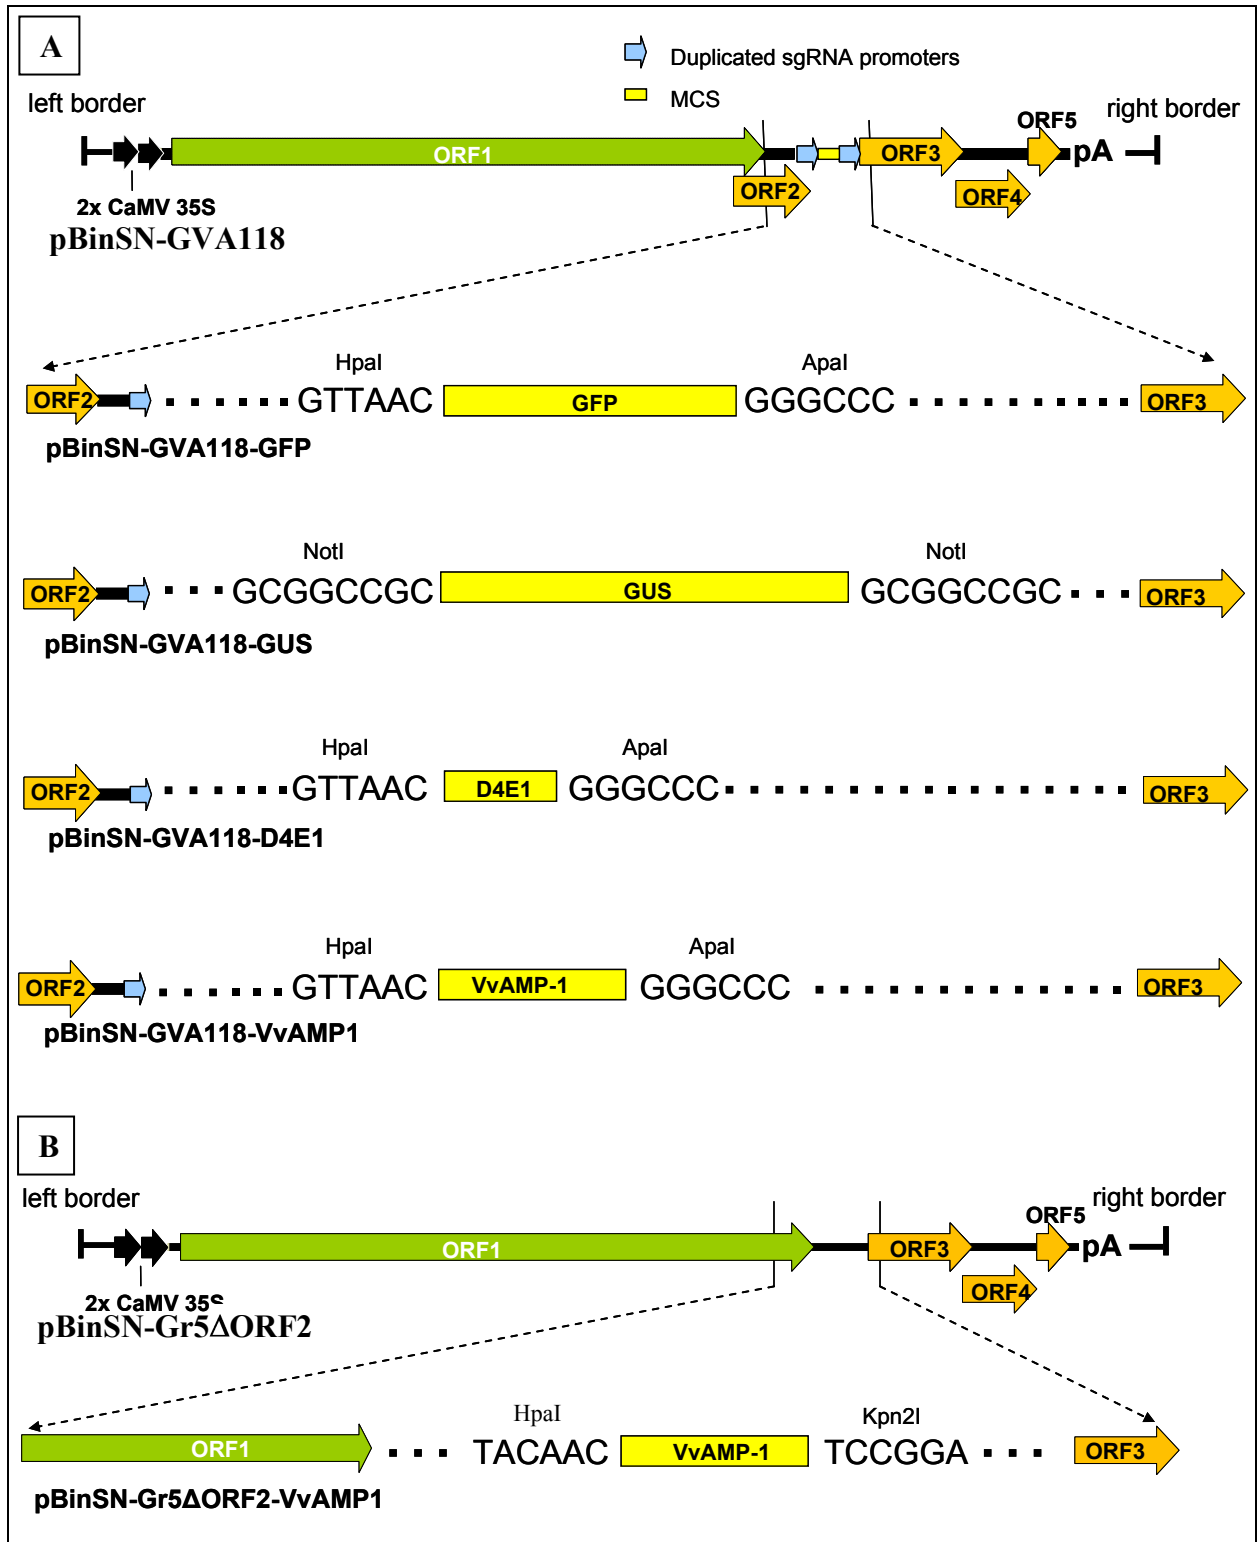 A
Duplicated sgRNA promoters
MCS
left border
right border
ORF5
ORF1
ORF3
pA
ORF2
ORF4
2x CaMV 35S
pBinSN-GVA118
HpaI
ApaI
ORF2
GTTAAC
GFP
GGGCCC
ORF3
pBinSN-GVA118-GFP
NotI
NotI
ORF2
GCGGCCGC
GUS
GCGGCCGC
ORF3
pBinSN-GVA118-GUS
HpaI
ApaI
ORF2
GTTAAC
D4E1
GGGCCC
ORF3
pBinSN-GVA118-D4E1
HpaI
ApaI
ORF2
GTTAAC
VvAMP-1
GGGCCC
ORF3
pBinSN-GVA118-VvAMP1
B
left border
right border
ORF5
ORF1
ORF3
pA
ORF4
2x CaMV 35S
pBinSN-Gr5ΔORF2
HpaI
Kpn2I
ORF1
TACAAC
VvAMP-1
TCCGGA
ORF3
pBinSN-Gr5ΔORF2-VvAMP1